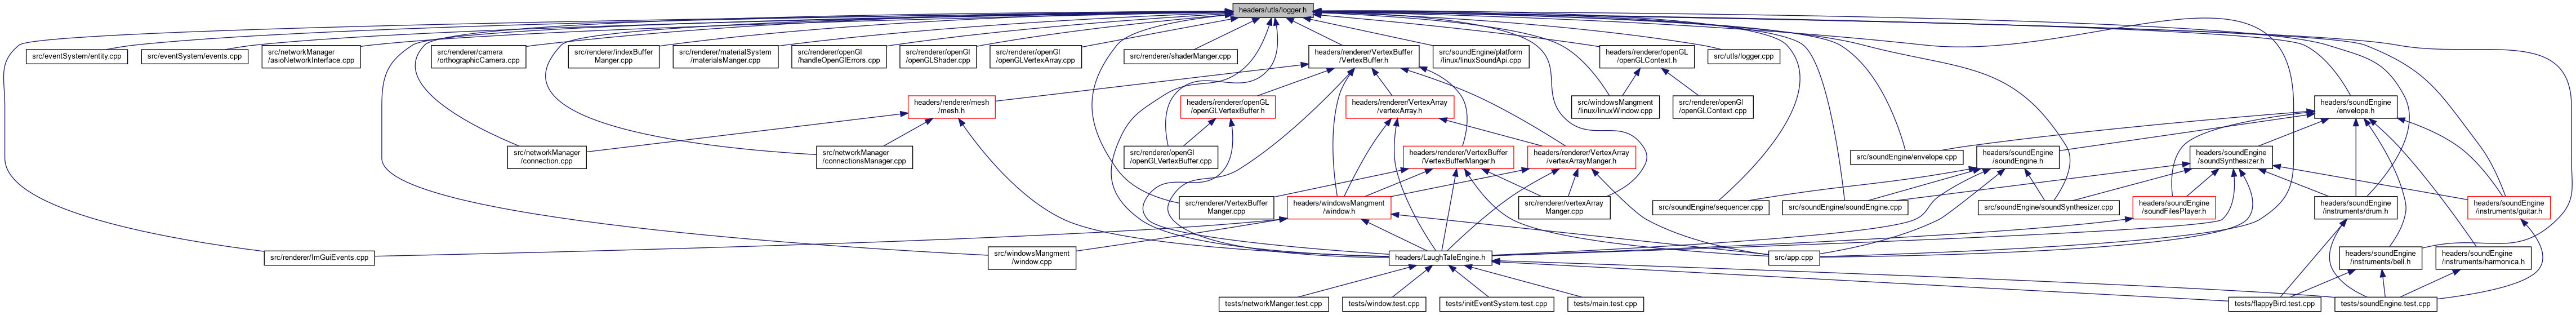 headers/utls/logger.h
src/eventSystem/entity.cpp
src/eventSystem/events.cpp
src/networkManager
/asioNetworkInterface.cpp
src/renderer/camera
/orthographicCamera.cpp
src/renderer/indexBuffer
Manger.cpp
src/renderer/materialSystem
/materialsManger.cpp
src/renderer/openGl
/handleOpenGlErrors.cpp
src/renderer/openGl
/openGLShader.cpp
src/renderer/openGl
/openGLVertexArray.cpp
src/renderer/shaderManger.cpp
headers/renderer/VertexBuffer
/VertexBuffer.h
src/soundEngine/platform
/linux/linuxSoundApi.cpp
headers/renderer/openGL
/openGLContext.h
src/utls/logger.cpp
headers/renderer/mesh
/mesh.h
headers/renderer/openGL
/openGLVertexBuffer.h
headers/renderer/VertexArray
/vertexArray.h
src/windowsMangment
/linux/linuxWindow.cpp
src/renderer/openGl
/openGLContext.cpp
headers/soundEngine
/envelope.h
src/networkManager
/connection.cpp
src/networkManager
/connectionsManager.cpp
src/renderer/openGl
/openGLVertexBuffer.cpp
headers/renderer/VertexBuffer
/VertexBufferManger.h
headers/renderer/VertexArray
/vertexArrayManger.h
src/soundEngine/envelope.cpp
headers/soundEngine
/soundEngine.h
headers/soundEngine
/soundSynthesizer.h
src/renderer/VertexBuffer
Manger.cpp
headers/windowsMangment
/window.h
src/renderer/vertexArray
Manger.cpp
src/soundEngine/sequencer.cpp
src/soundEngine/soundEngine.cpp
src/soundEngine/soundSynthesizer.cpp
headers/soundEngine
/soundFilesPlayer.h
headers/soundEngine
/instruments/drum.h
headers/soundEngine
/instruments/guitar.h
src/renderer/ImGuiEvents.cpp
src/windowsMangment
/window.cpp
headers/LaughTaleEngine.h
src/app.cpp
headers/soundEngine
/instruments/bell.h
headers/soundEngine
/instruments/harmonica.h
tests/networkManger.test.cpp
tests/window.test.cpp
tests/initEventSystem.test.cpp
tests/main.test.cpp
tests/flappyBird.test.cpp
tests/soundEngine.test.cpp